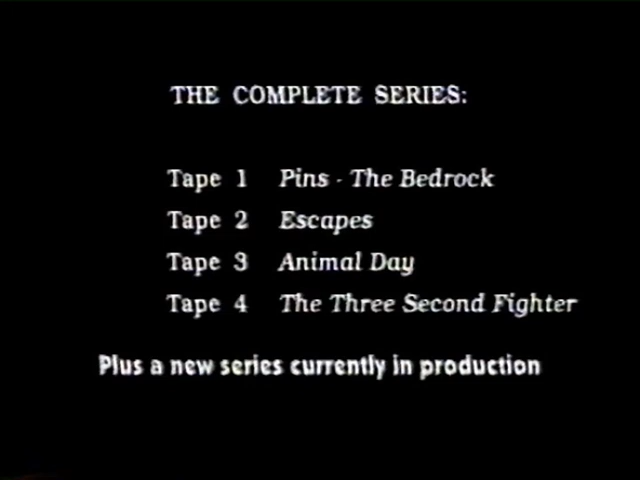 THE COMPLETE SERIES:
Tape 1 Pins - The Bedrock
Tape 2 Escapes
Tape 3 Animal Day
Tape 4 The Three Second Fighter
Plus a new series currently in production